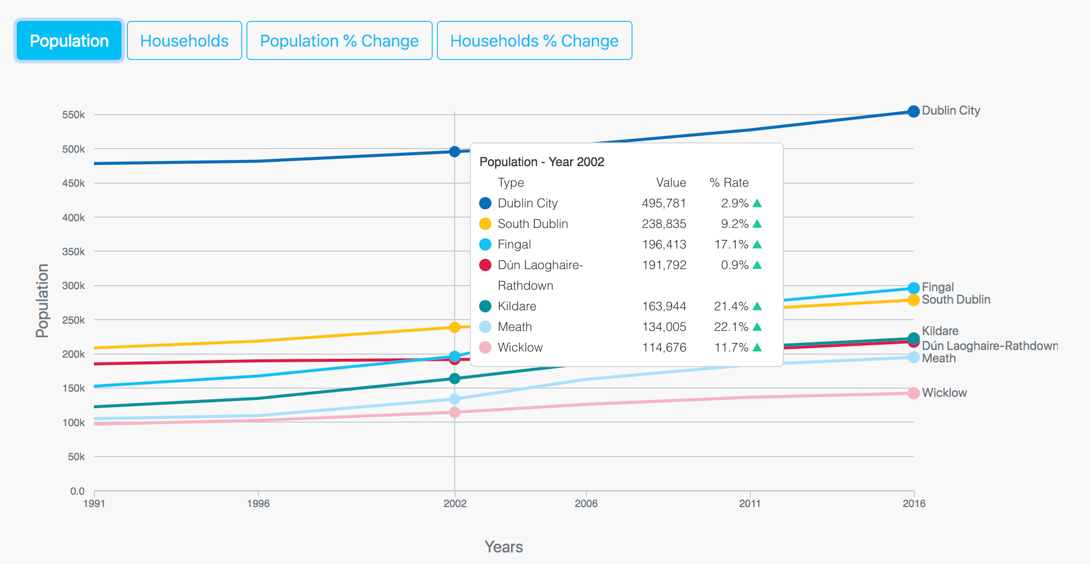 Population Households Population % Change Households % Change
550k
500k
450k
400k
350k
300k
250k
200k
150k
100k
50k
0.0
Population
1991 1996 2002 2006 2011 2016
Years
Population - Year 2002
Type Value % Rate
Dublin City 495,781 2.9% ▲
South Dublin 238,835 9.2% ▲
Fingal 196,413 17.1% ▲
Dún Laoghaire- 191,792 0.9% ▲
Rathdown
Kildare 163,944 21.4% ▲
Meath 134,005 22.1% ▲
Wicklow 114,676 11.7% ▲
Dublin City
Fingal
South Dublin
Kildare
Dún Laoghaire-Rathdown
Meath
Wicklow